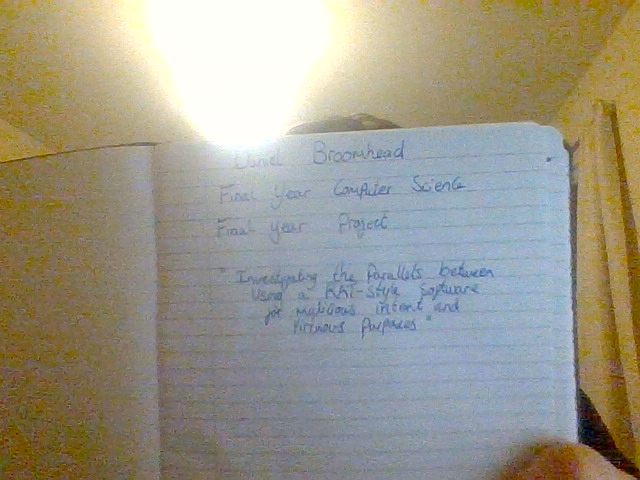 Daniel Broomhead
Final Year Computer Science
Final Year Project
"Investigating the Parallels between
Using a RAT-Style Software
for malicious intent and
Purposes"